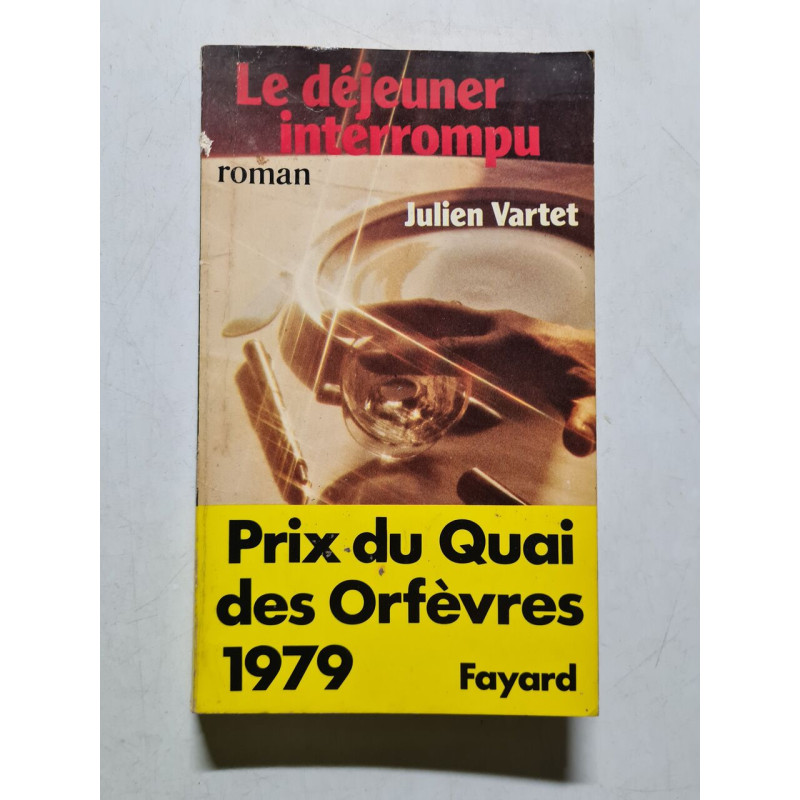 Le déjeuner
interrompu
roman
Julien Vartet
Prix du Quai
des Orfèvres
1979 Fayard